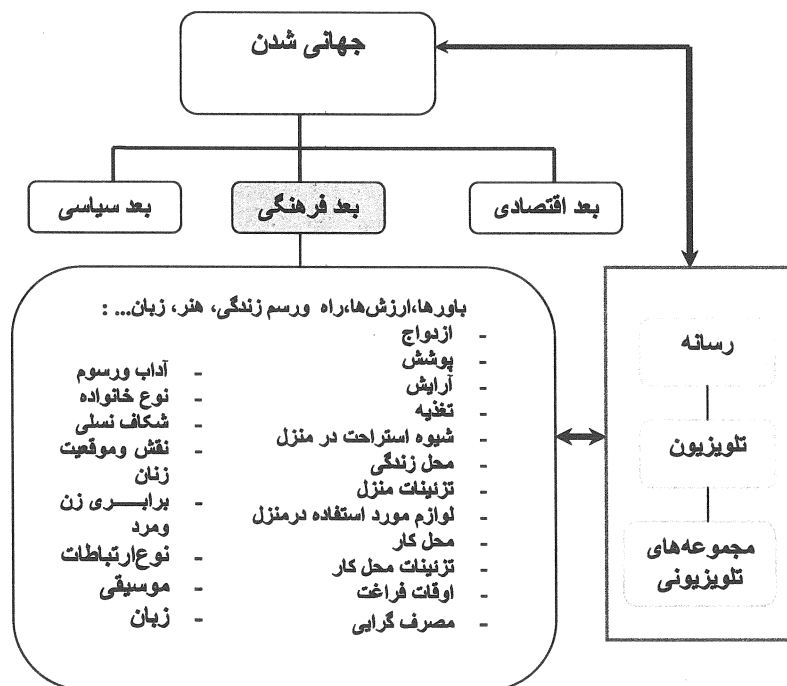 جهانی شدن
بعد اقتصادی
بعد فرهنگی
بعد سیاسی
باورها،ارزش‌ها،راه ورسم زندگی، هنر، زبان... :
- ازدواج
- پوشش
- آرایش
- تغذیه
- شیوه استراحت در منزل
- محل زندگی
- تزئینات منزل
- لوازم مورد استفاده درمنزل
- محل کار
- تزئینات محل کار
- اوقات فراغت
- مصرف گرایی
- آداب ورسوم
- نوع خانواده
- شکاف نسلی
- نقش وموقعیت
زنان
- برابـــــری زن
ومرد
- نوع‌ارتباطات
- موسیقی
- زبان
رسانه
تلویزیون
مجموعه‌های
تلویزیونی